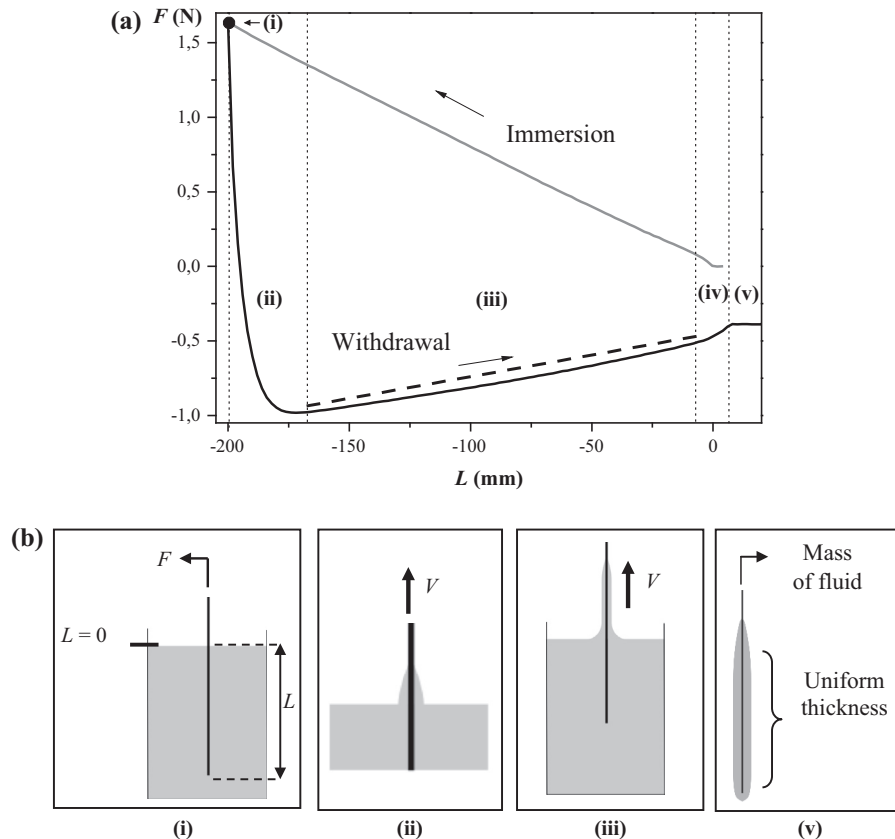 (a)
F (N)
(i)
1,5
1,0
0,5
0,0
-0,5
-1,0
Immersion
(ii)
(iii)
(iv)
(v)
Withdrawal
-200
-150
-100
-50
0
L (mm)
(b)
F
L = 0
L
(i)
V
(ii)
V
(iii)
Mass
of fluid
Uniform
thickness
(v)